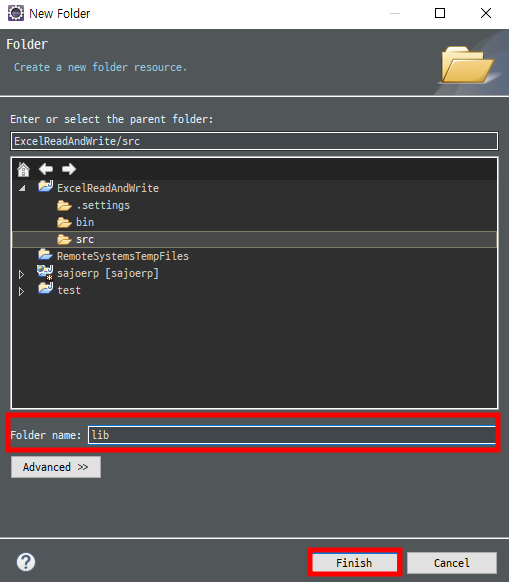 New Folder
Folder
Create a new folder resource.
Enter or select the parent folder:
ExcelReadAndWrite/src
ExcelReadAndWrite
.settings
bin
src
RemoteSystemsTempFiles
sajoerp [sajoerp]
test
Folder name: lib
Advanced >>
? Finish Cancel